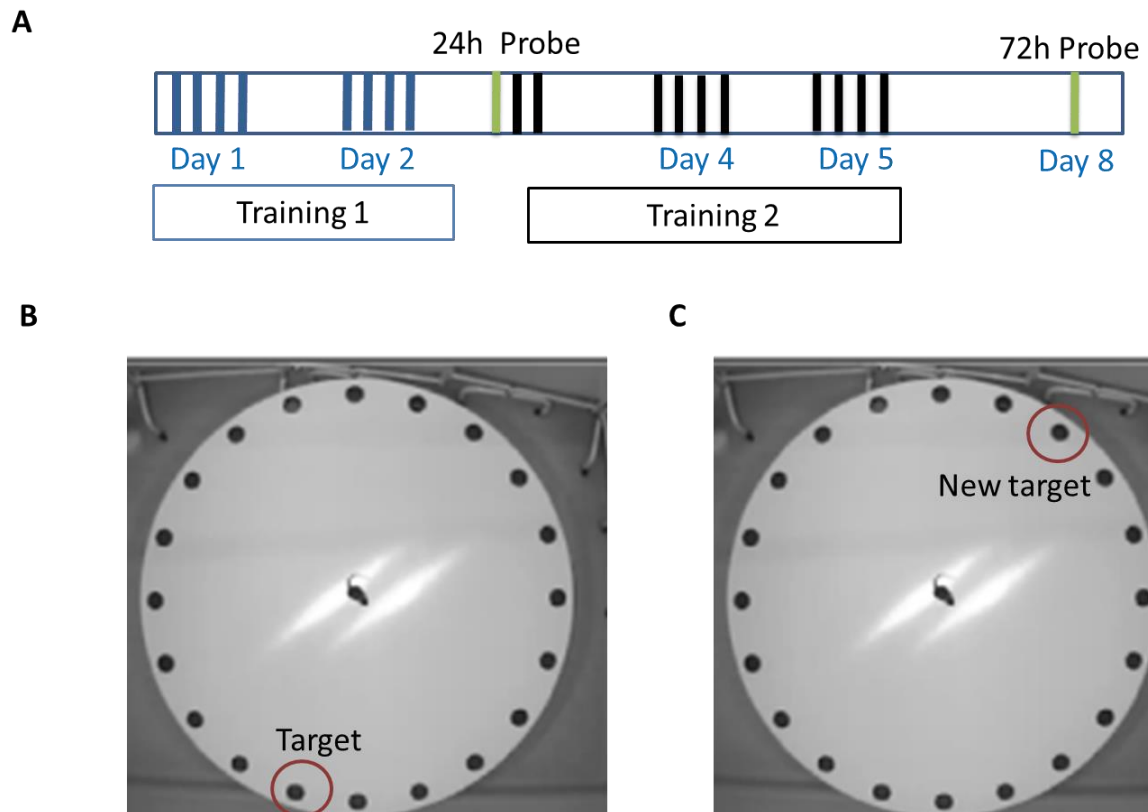 A
24h Probe
72h Probe
Day 1
Day 2
Day 4
Day 5
Day 8
Training 1
Training 2
B
C
New target
Target